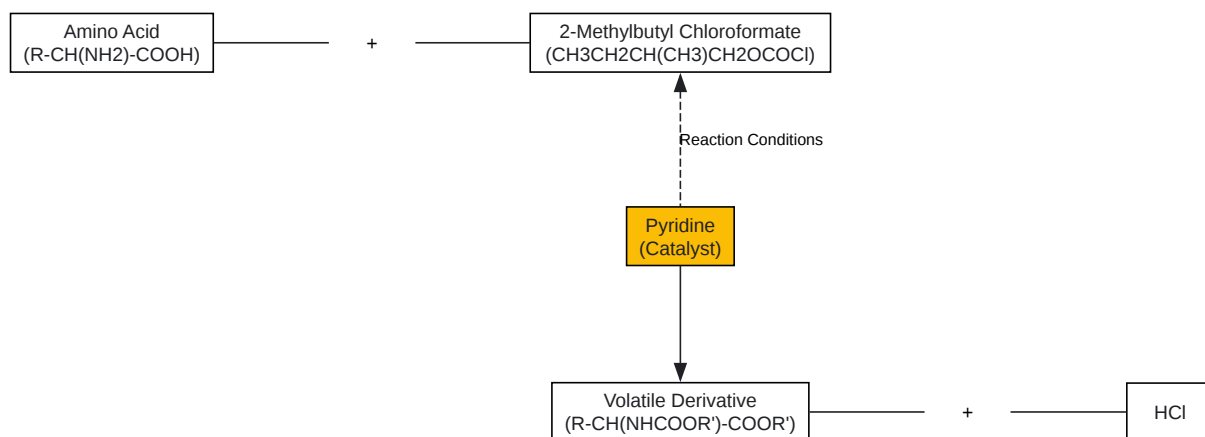 Amino Acid
(R-CH(NH2)-COOH)
+
2-Methylbutyl Chloroformate
(CH3CH2CH(CH3)CH2OCOCl)
Reaction Conditions
Pyridine
(Catalyst)
Volatile Derivative
(R-CH(NHCOOR')-COOR')
+
HCl